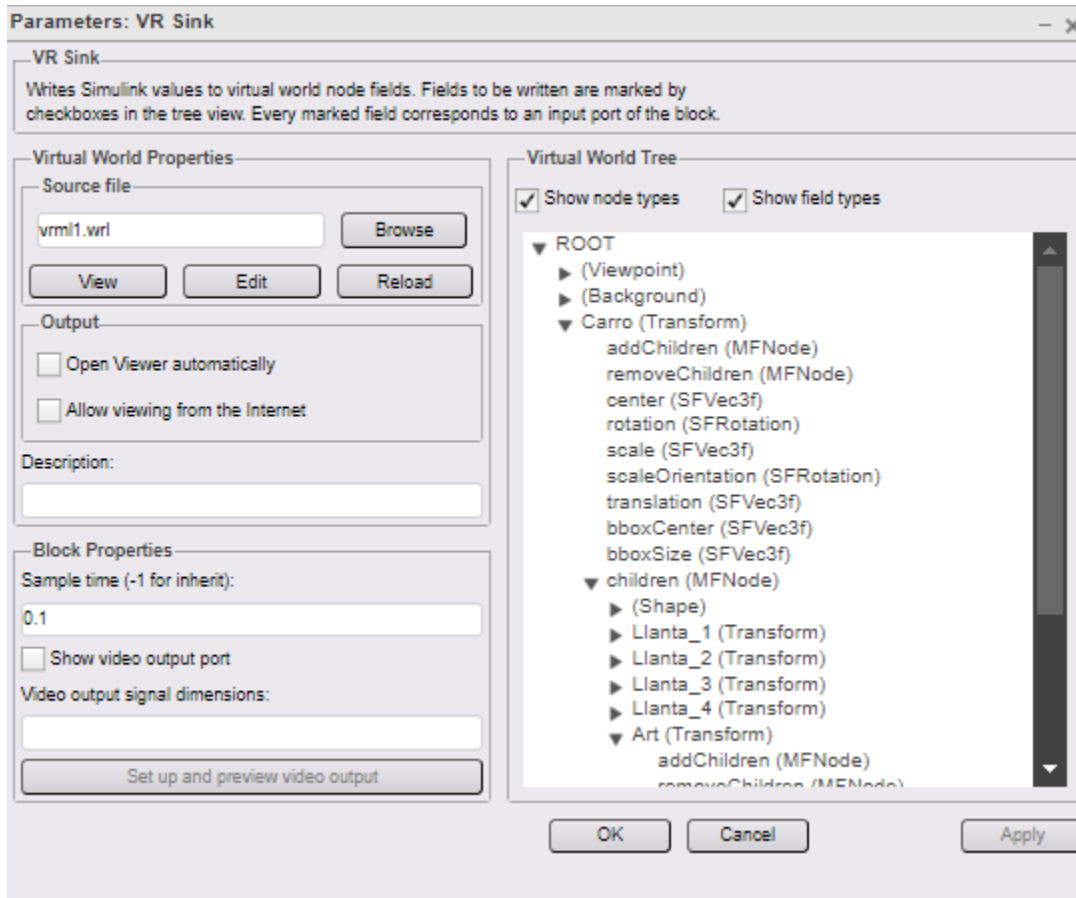 Parameters: VR Sink
VR Sink
Writes Simulink values to virtual world node fields. Fields to be written are marked by
checkboxes in the tree view. Every marked field corresponds to an input port of the block.
Virtual World Properties
Source file
vrml1.wrl
Browse
View
Edit
Reload
Output
Open Viewer automatically
Allow viewing from the Internet
Description:
Block Properties
Sample time (-1 for inherit):
0.1
Show video output port
Video output signal dimensions:
Set up and preview video output
Virtual World Tree
Show node types
Show field types
ROOT
(Viewpoint)
(Background)
Carro (Transform)
addChildren (MFNode)
removeChildren (MFNode)
center (SFVec3f)
rotation (SFRotation)
scale (SFVec3f)
scaleOrientation (SFRotation)
translation (SFVec3f)
bboxCenter (SFVec3f)
bboxSize (SFVec3f)
children (MFNode)
(Shape)
Llanta_1 (Transform)
Llanta_2 (Transform)
Llanta_3 (Transform)
Llanta_4 (Transform)
Art (Transform)
addChildren (MFNode)
removeChildren (MFNode)
OK
Cancel
Apply